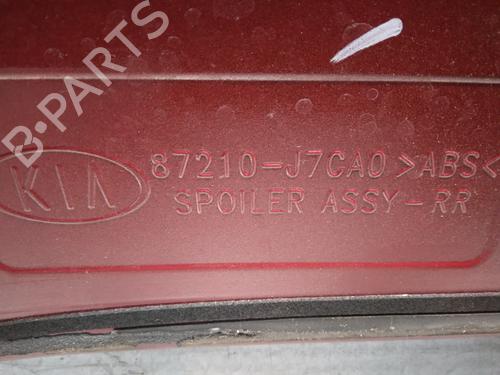 B-PARTS
KIA
87210-J7CA0 >ABS<
SPOILER ASSY-RR